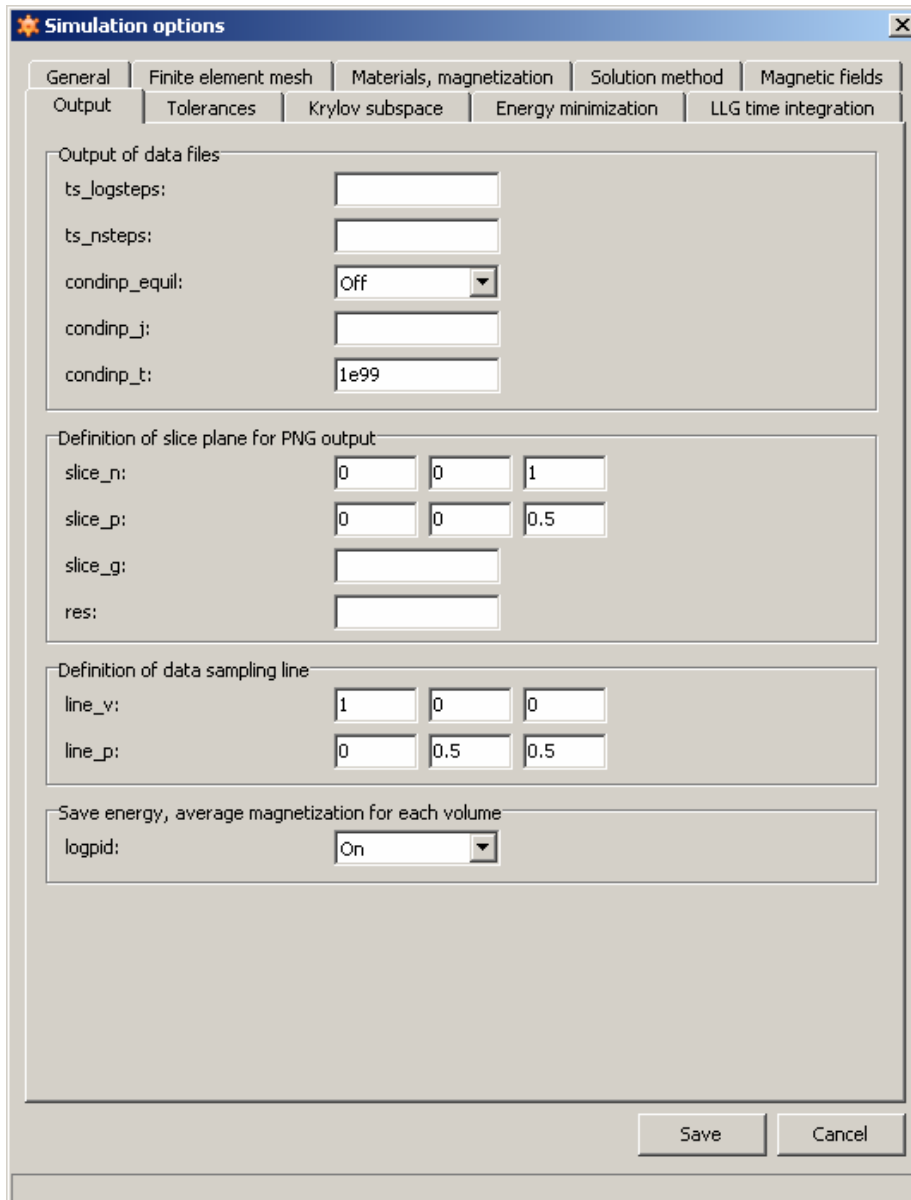 Simulation options
General Finite element mesh Materials, magnetization Solution method Magnetic fields
Output Tolerances Krylov subspace Energy minimization LLG time integration
Output of data files
ts_logsteps:
ts_nsteps:
condinp_equil: Off
condinp_j:
condinp_t: 1e99
Definition of slice plane for PNG output
slice_n: 0 0 1
slice_p: 0 0 0.5
slice_g:
res:
Definition of data sampling line
line_v: 1 0 0
line_p: 0 0.5 0.5
Save energy, average magnetization for each volume
logpid: On
Save Cancel